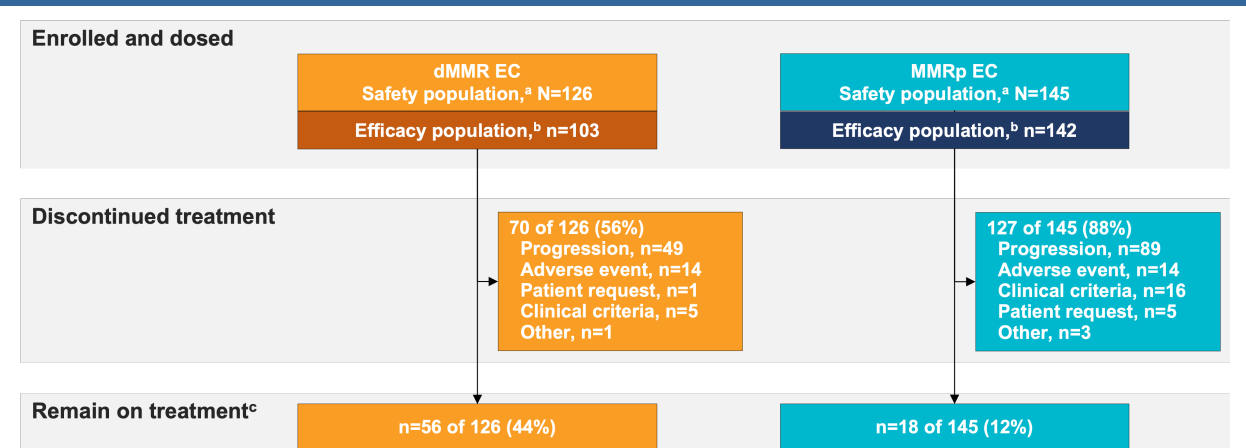 Enrolled and dosed
dMMR EC
Safety population,ᵃ N=126
Efficacy population,ᵇ n=103
MMRp EC
Safety population,ᵃ N=145
Efficacy population,ᵇ n=142
Discontinued treatment
70 of 126 (56%)
Progression, n=49
Adverse event, n=14
Patient request, n=1
Clinical criteria, n=5
Other, n=1
127 of 145 (88%)
Progression, n=89
Adverse event, n=14
Clinical criteria, n=16
Patient request, n=5
Other, n=3
Remain on treatmentᶜ
n=56 of 126 (44%)
n=18 of 145 (12%)